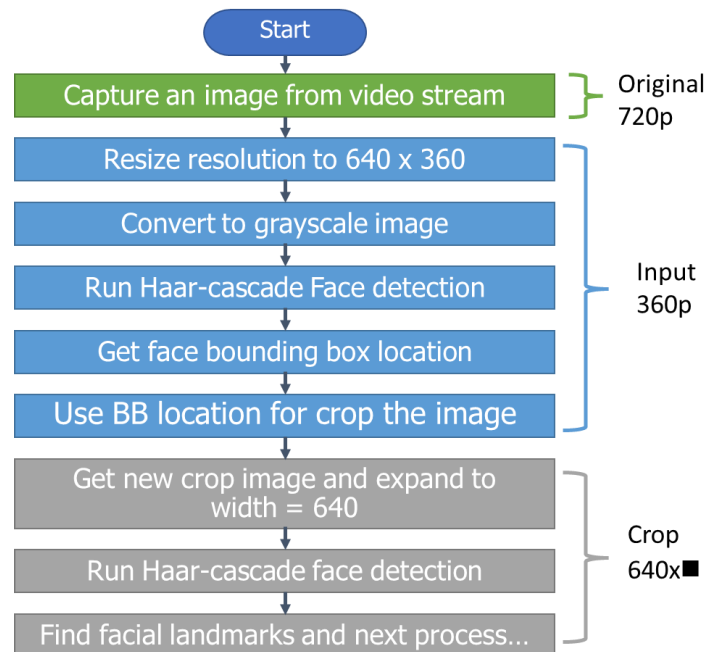 Start
Capture an image from video stream
Original
720p
Resize resolution to 640 x 360
Convert to grayscale image
Run Haar-cascade Face detection
Get face bounding box location
Use BB location for crop the image
Input
360p
Get new crop image and expand to
width = 640
Run Haar-cascade face detection
Find facial landmarks and next process...
Crop
640x■